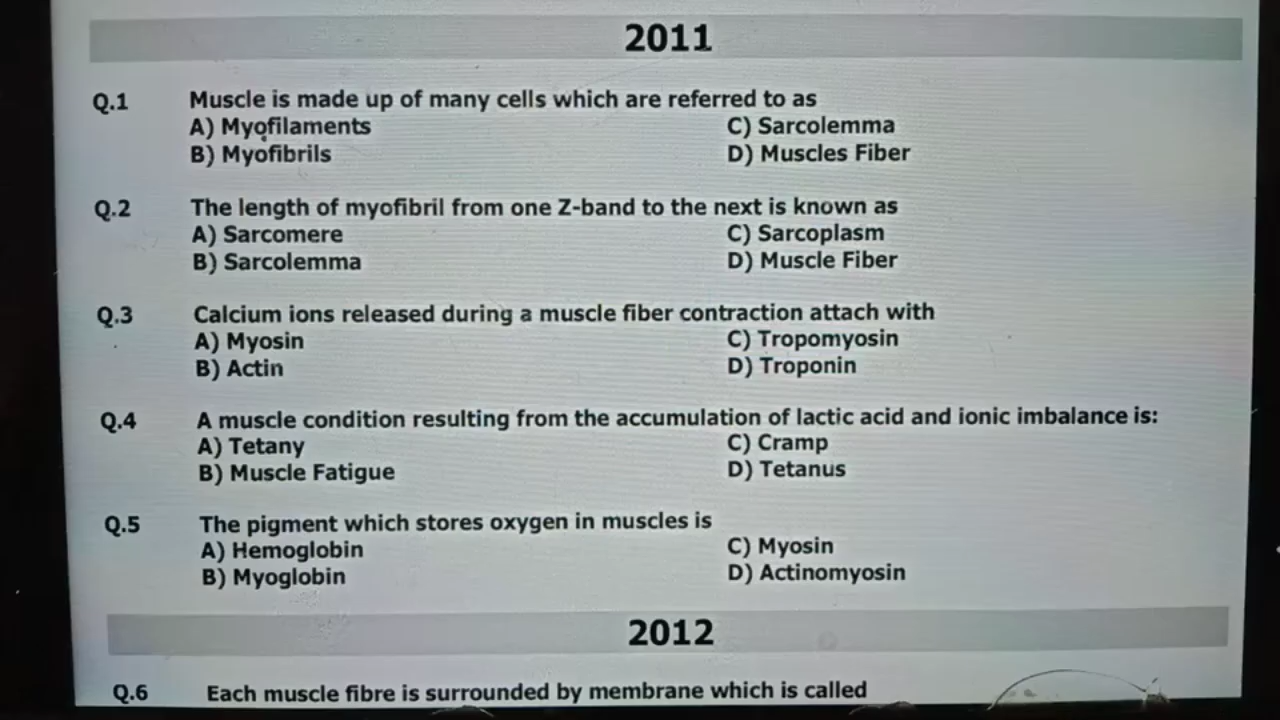 2011
Q.1 Muscle is made up of many cells which are referred to as
A) Myofilaments C) Sarcolemma
B) Myofibrils D) Muscles Fiber
Q.2 The length of myofibril from one Z-band to the next is known as
A) Sarcomere C) Sarcoplasm
B) Sarcolemma D) Muscle Fiber
Q.3 Calcium ions released during a muscle fiber contraction attach with
A) Myosin C) Tropomyosin
B) Actin D) Troponin
Q.4 A muscle condition resulting from the accumulation of lactic acid and ionic imbalance is:
A) Tetany C) Cramp
B) Muscle Fatigue D) Tetanus
Q.5 The pigment which stores oxygen in muscles is
A) Hemoglobin C) Myosin
B) Myoglobin D) Actinomyosin
2012
Q.6 Each muscle fibre is surrounded by membrane which is called